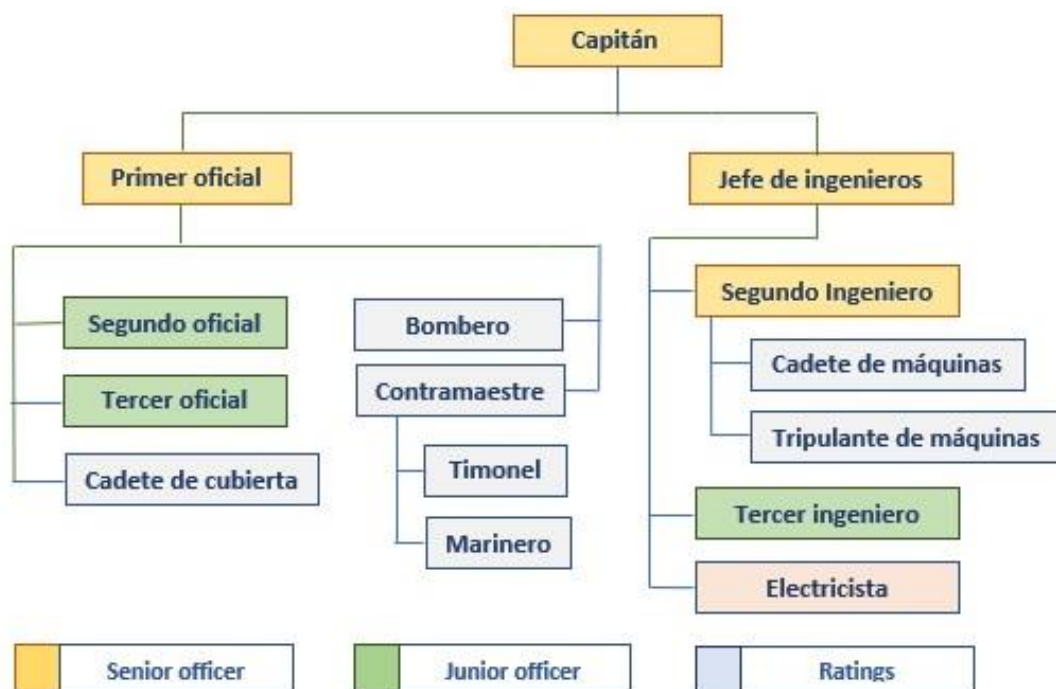 Capitán
Primer oficial
Jefe de ingenieros
Segundo oficial
Tercer oficial
Cadete de cubierta
Bombero
Contramaestre
Timonel
Marinero
Segundo Ingeniero
Cadete de máquinas
Tripulante de máquinas
Tercer ingeniero
Electricista
Senior officer
Junior officer
Ratings